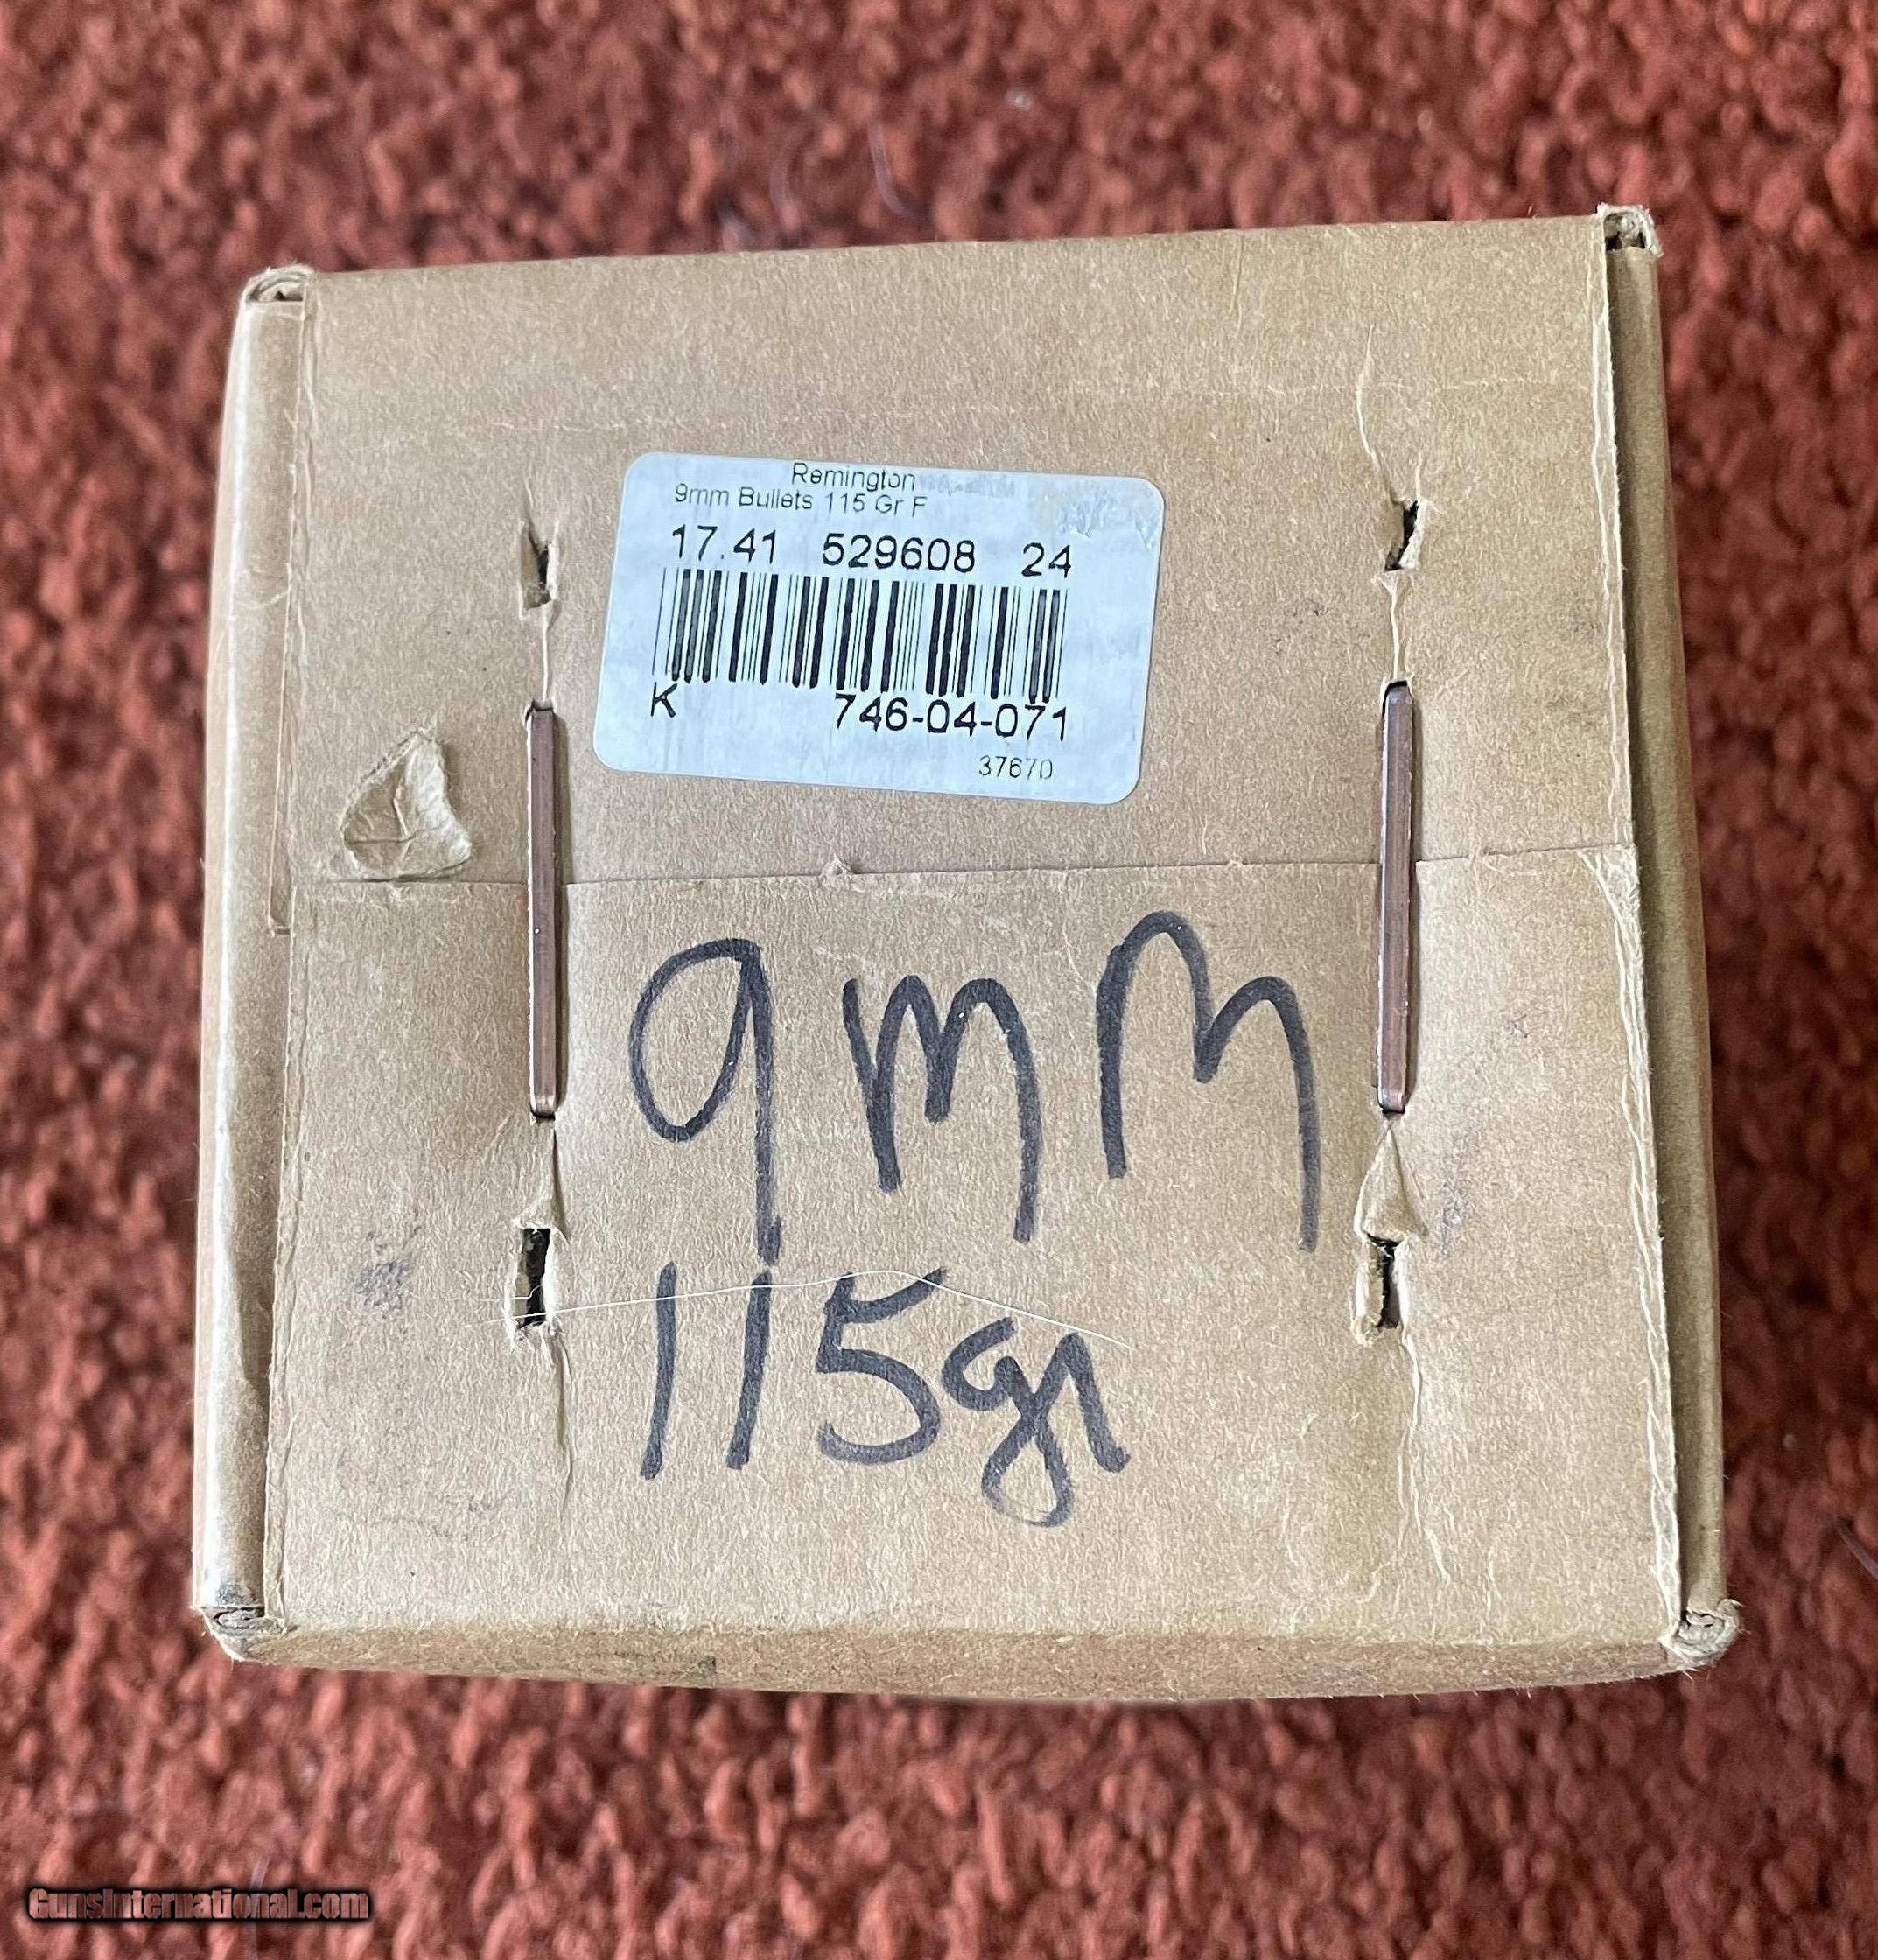 Remington
9mm Bullets 115 Gr F
17.41 529608 24
K 746-04-071
37670
9mm
115gr
GunsInternational.com